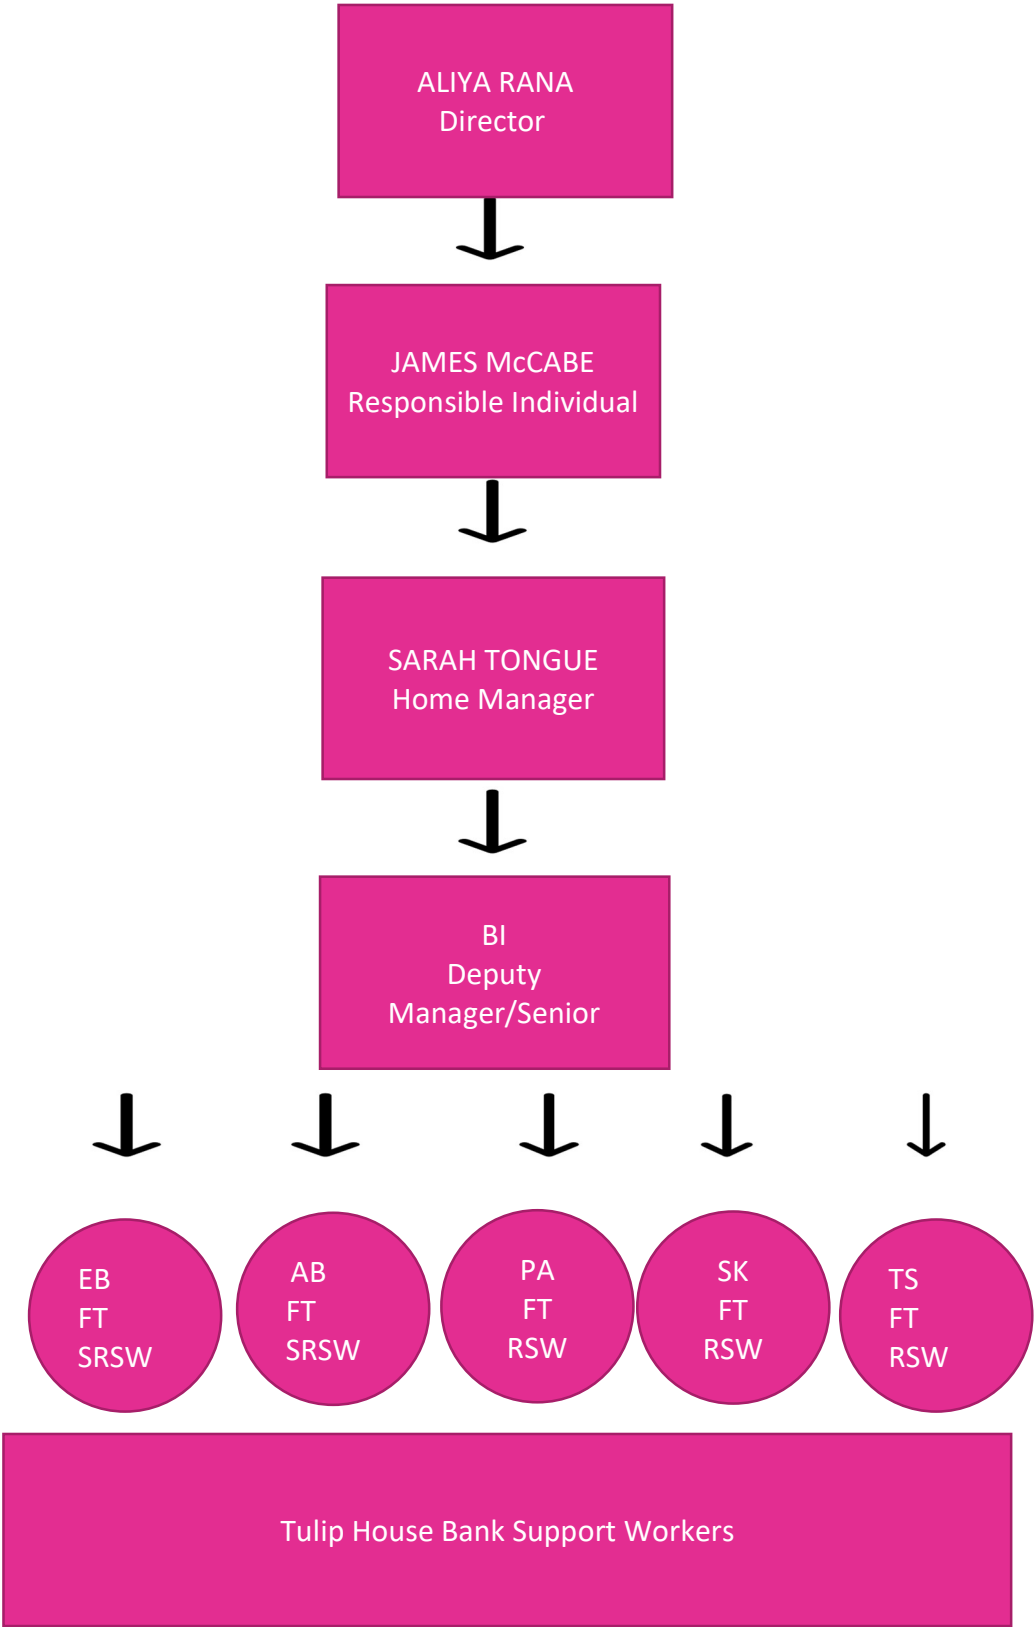 ALIYA RANA
Director
JAMES McCABE
Responsible Individual
SARAH TONGUE
Home Manager
BI
Deputy
Manager/Senior
EB
FT
SRSW
AB
FT
SRSW
PA
FT
RSW
SK
FT
RSW
TS
FT
RSW
Tulip House Bank Support Workers